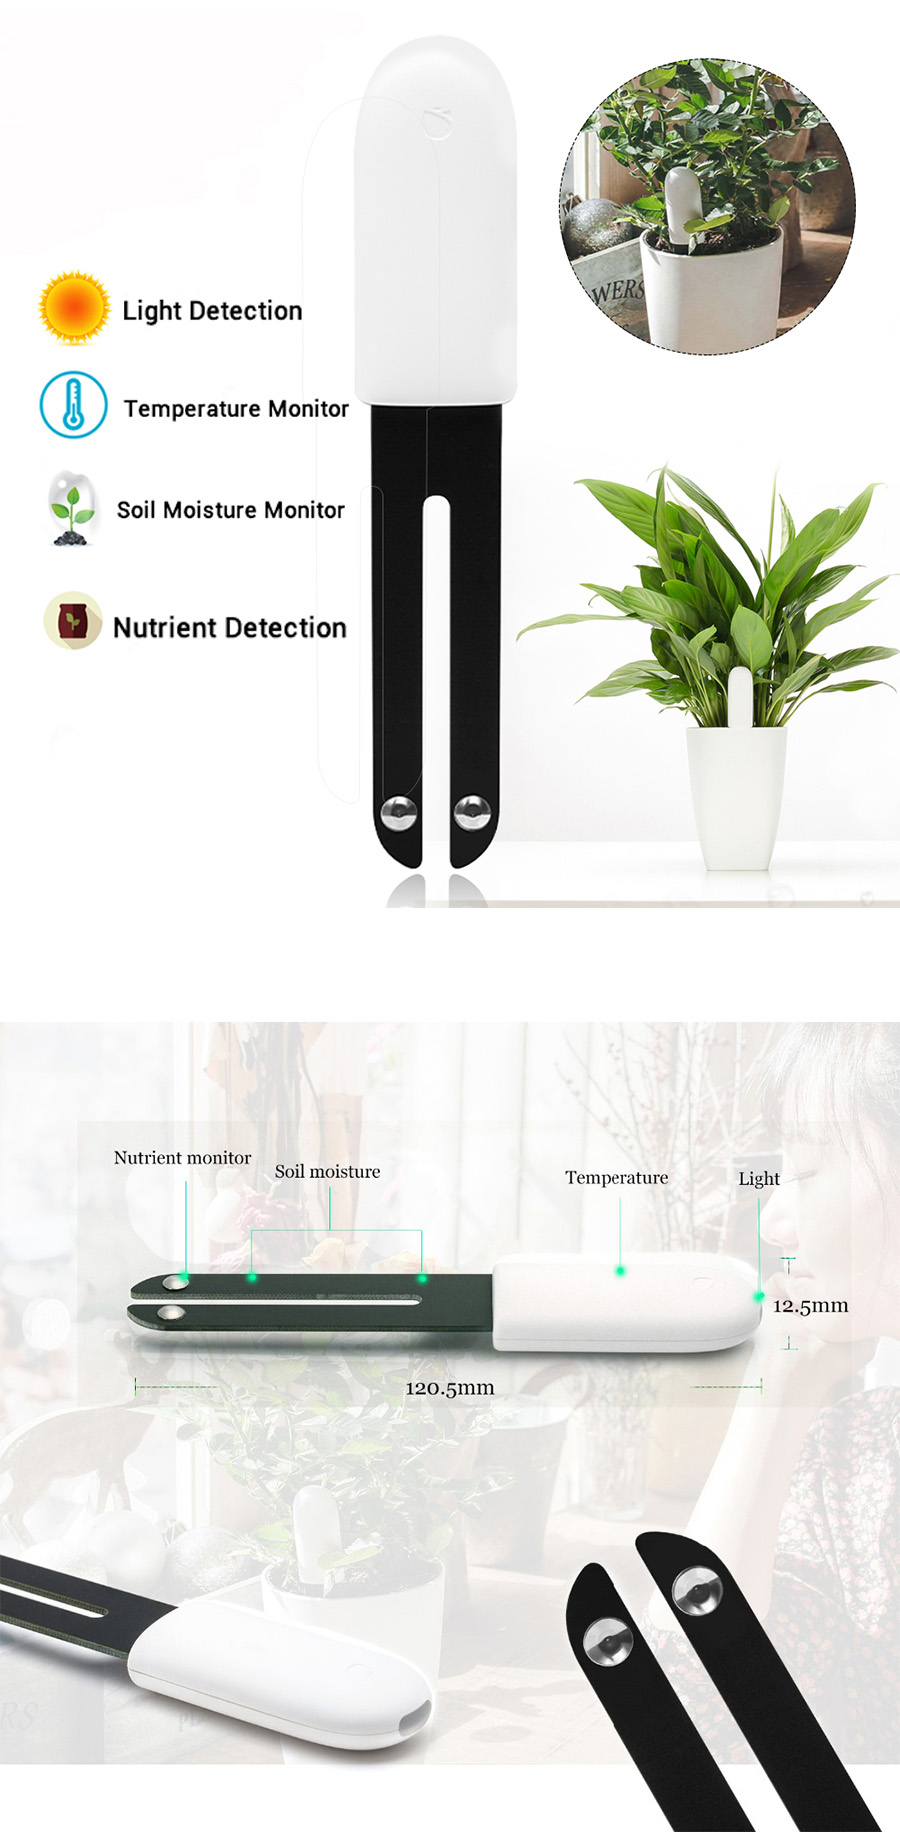 Light Detection
Temperature Monitor
Soil Moisture Monitor
Nutrient Detection
Nutrient monitor
Soil moisture
Temperature
Light
12.5mm
120.5mm